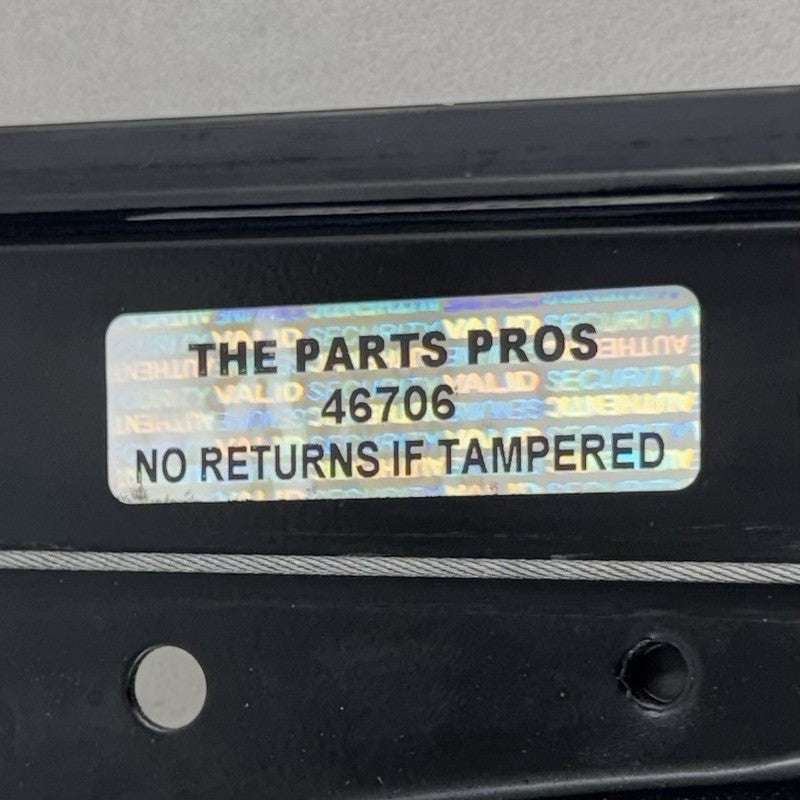 THE PARTS PROS
46706
NO RETURNS IF TAMPERED